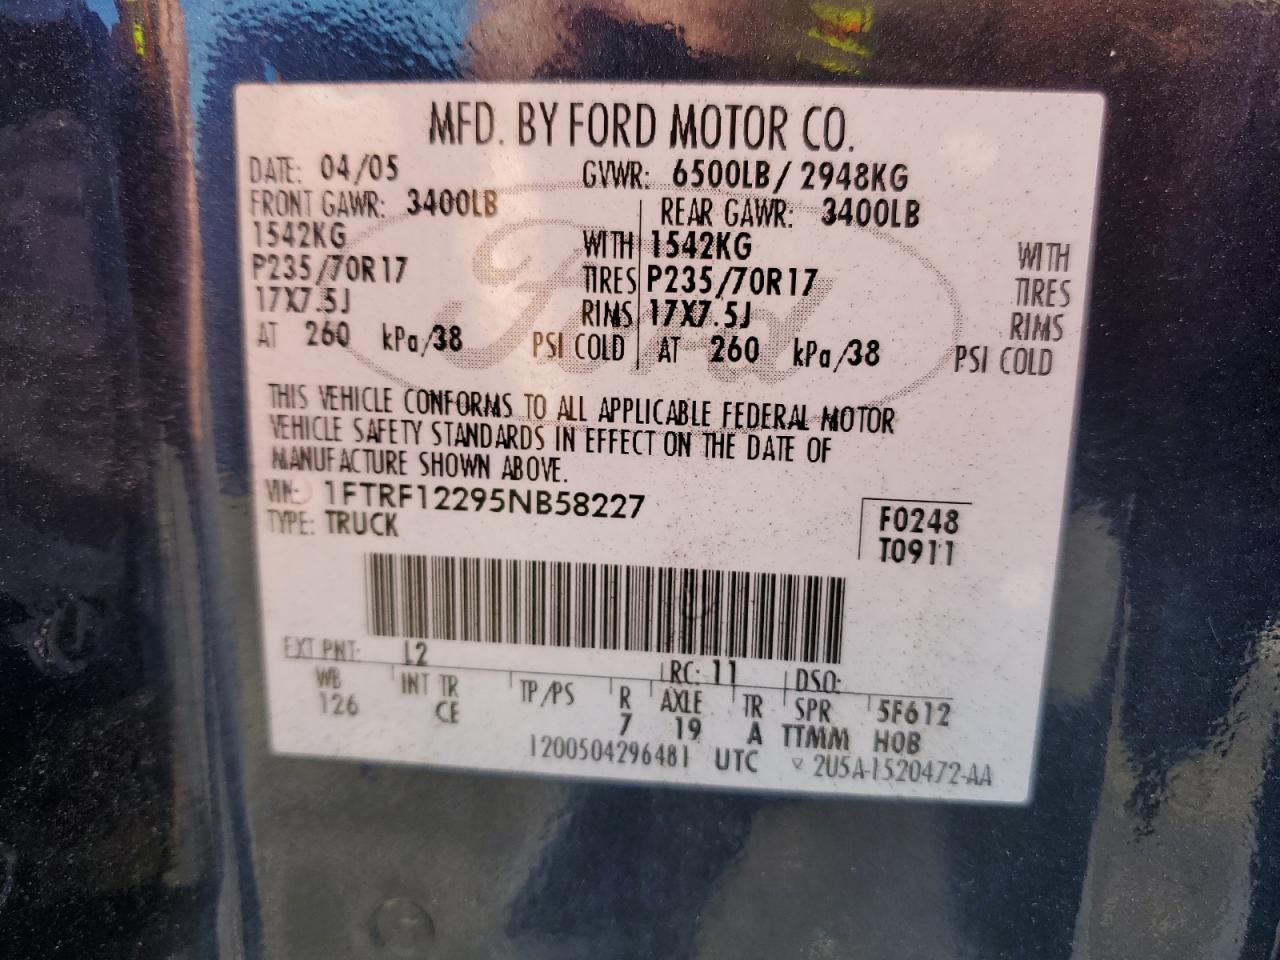 MFD. BY FORD MOTOR CO.
DATE: 04/05 GVWR: 6500LB/ 2948KG
FRONT GAWR: 3400LB REAR GAWR: 3400LB
1542KG WITH 1542KG WITH
P235/70R17 TIRES P235/70R17 TIRES
17X7.5J RIMS 17X7.5J RIMS
AT 260 kPa/38 PSI COLD AT 260 kPa/38 PSI COLD
Ford
THIS VEHICLE CONFORMS TO ALL APPLICABLE FEDERAL MOTOR
VEHICLE SAFETY STANDARDS IN EFFECT ON THE DATE OF
MANUFACTURE SHOWN ABOVE.
VIN: 1FTRF12295NB58227
TYPE: TRUCK
F0248
T0911
EXT PNT: L2 RC: 11 DSO:
WB INT TR TP/PS R AXLE TR SPR 5F612
126 CE 7 19 A TTMM HOB
1200504296481 UTC 2U5A-1520472-AA